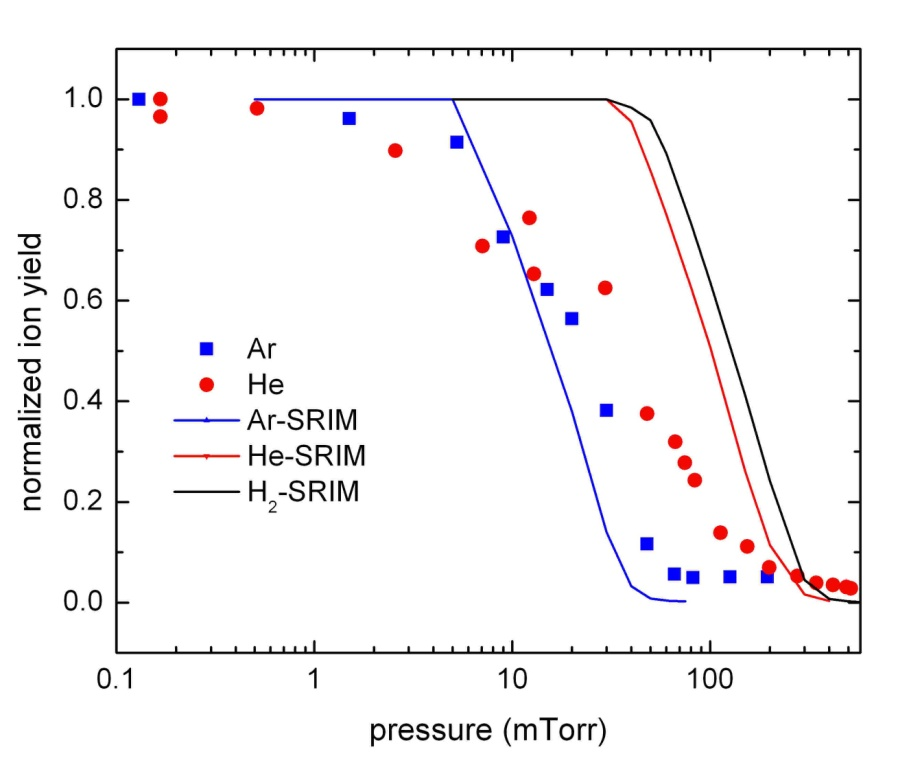 1.0
0.8
0.6
0.4
0.2
0.0
normalized ion yield
Ar
He
Ar-SRIM
He-SRIM
H₂-SRIM
0.1 1 10 100
pressure (mTorr)